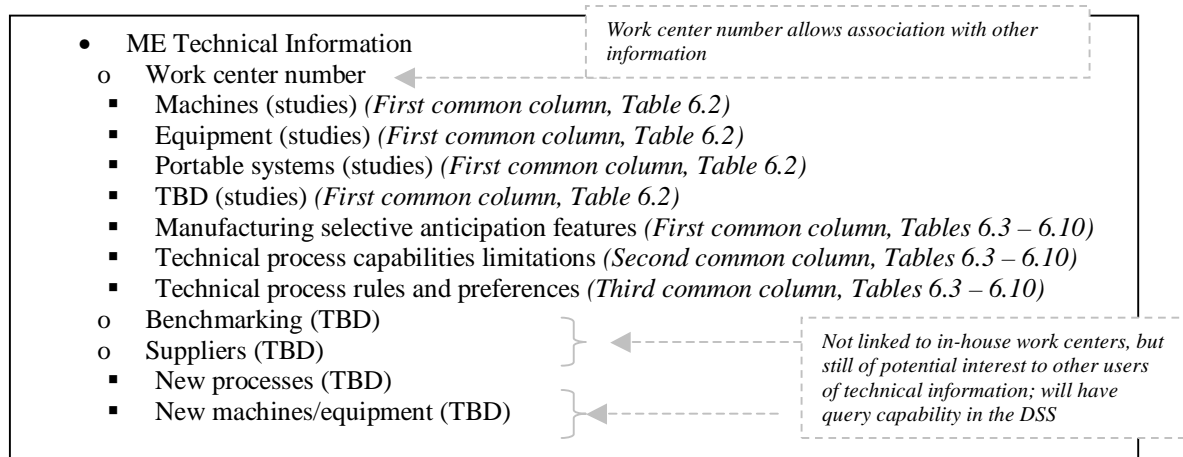 • ME Technical Information
Work center number allows association with other
information
o Work center number
▪ Machines (studies) (First common column, Table 6.2)
▪ Equipment (studies) (First common column, Table 6.2)
▪ Portable systems (studies) (First common column, Table 6.2)
▪ TBD (studies) (First common column, Table 6.2)
▪ Manufacturing selective anticipation features (First common column, Tables 6.3 – 6.10)
▪ Technical process capabilities limitations (Second common column, Tables 6.3 – 6.10)
▪ Technical process rules and preferences (Third common column, Tables 6.3 – 6.10)
o Benchmarking (TBD)
o Suppliers (TBD)
▪ New processes (TBD)
▪ New machines/equipment (TBD)
Not linked to in-house work centers, but
still of potential interest to other users
of technical information; will have
query capability in the DSS